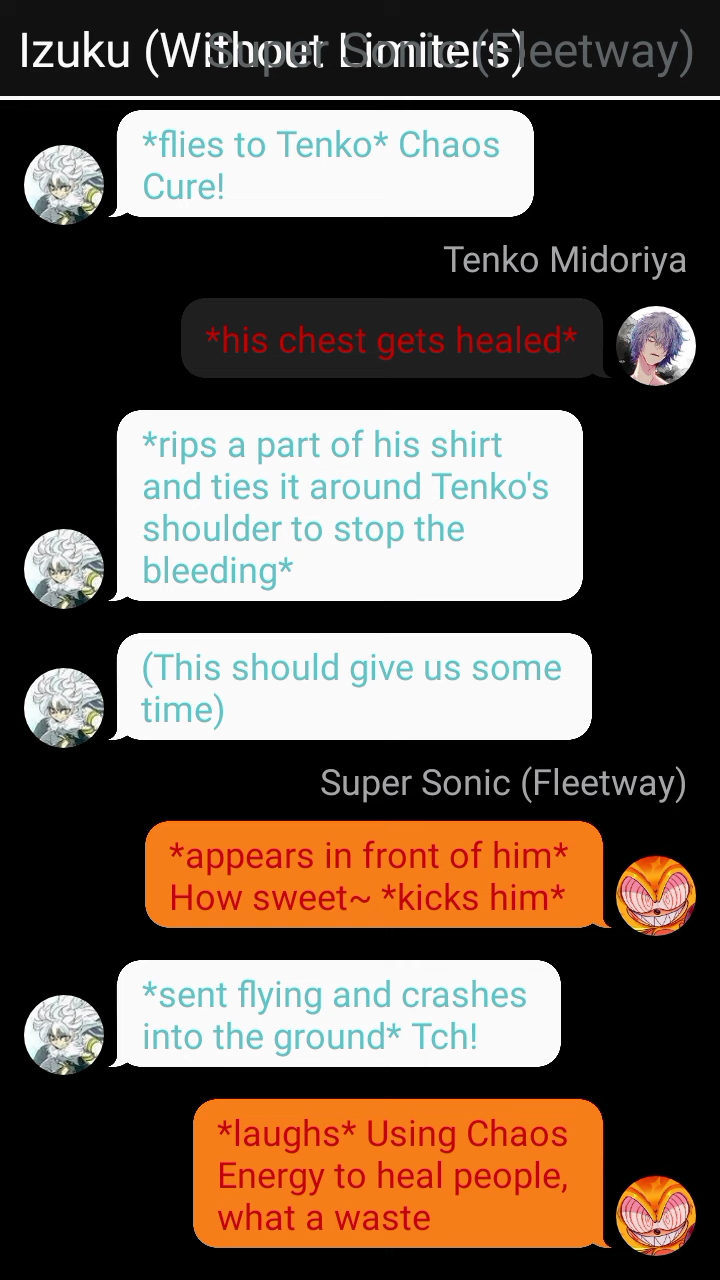 Izuku (Without Limiters)
Super Sonic (Fleetway)
*flies to Tenko* Chaos
Cure!
Tenko Midoriya
*his chest gets healed*
*rips a part of his shirt
and ties it around Tenko's
shoulder to stop the
bleeding*
(This should give us some
time)
Super Sonic (Fleetway)
*appears in front of him*
How sweet~ *kicks him*
*sent flying and crashes
into the ground* Tch!
*laughs* Using Chaos
Energy to heal people,
what a waste